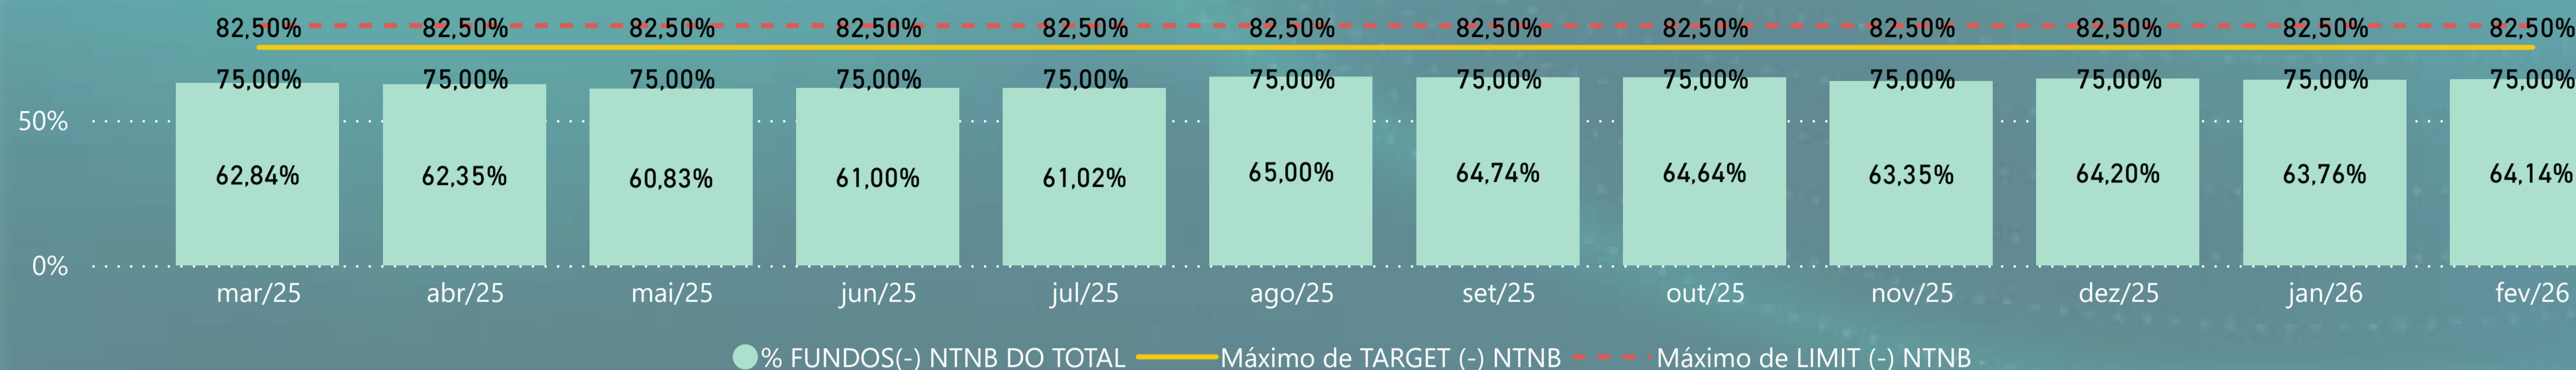 82,50% 82,50% 82,50% 82,50% 82,50% 82,50% 82,50% 82,50% 82,50% 82,50% 82,50% 82,50%
75,00% 75,00% 75,00% 75,00% 75,00% 75,00% 75,00% 75,00% 75,00% 75,00% 75,00% 75,00%
50%
62,84% 62,35% 60,83% 61,00% 61,02% 65,00% 64,74% 64,64% 63,35% 64,20% 63,76% 64,14%
0%
mar/25 abr/25 mai/25 jun/25 jul/25 ago/25 set/25 out/25 nov/25 dez/25 jan/26 fev/26
% FUNDOS(-) NTNB DO TOTAL Máximo de TARGET (-) NTNB Máximo de LIMIT (-) NTNB